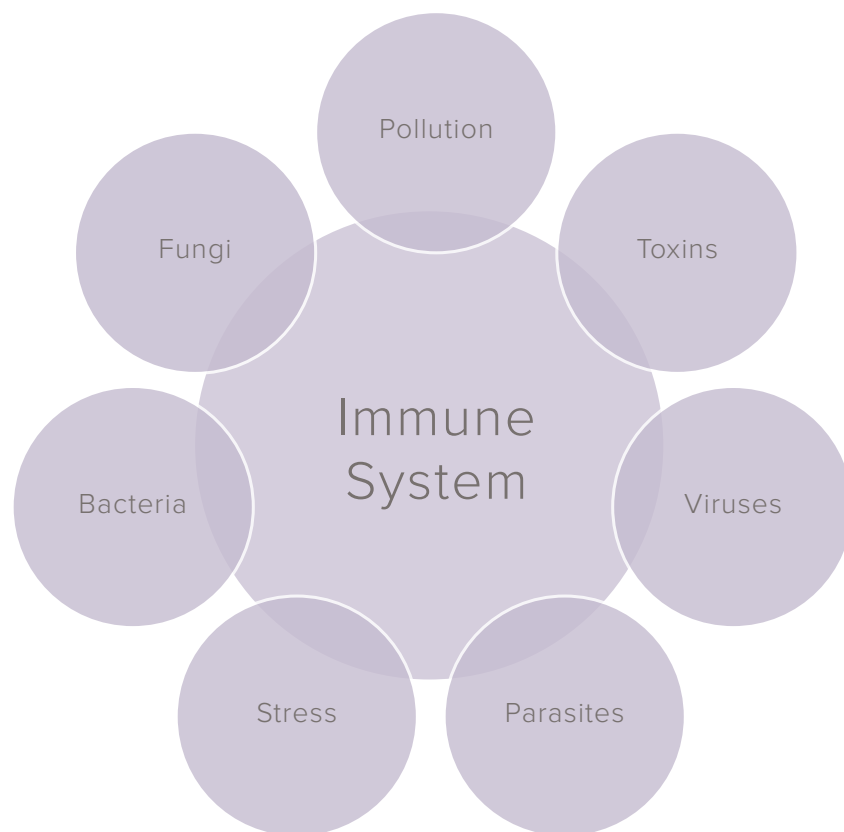 Pollution
Fungi
Toxins
Immune
System
Bacteria
Viruses
Stress
Parasites